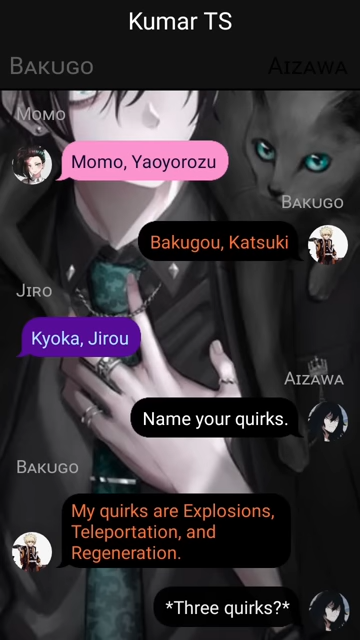 Kumar TS
BAKUGO
AIZAWA
MOMO
Momo, Yaoyorozu
BAKUGO
Bakugou, Katsuki
JIRO
Kyoka, Jirou
AIZAWA
Name your quirks.
BAKUGO
My quirks are Explosions,
Teleportation, and
Regeneration.
*Three quirks?*